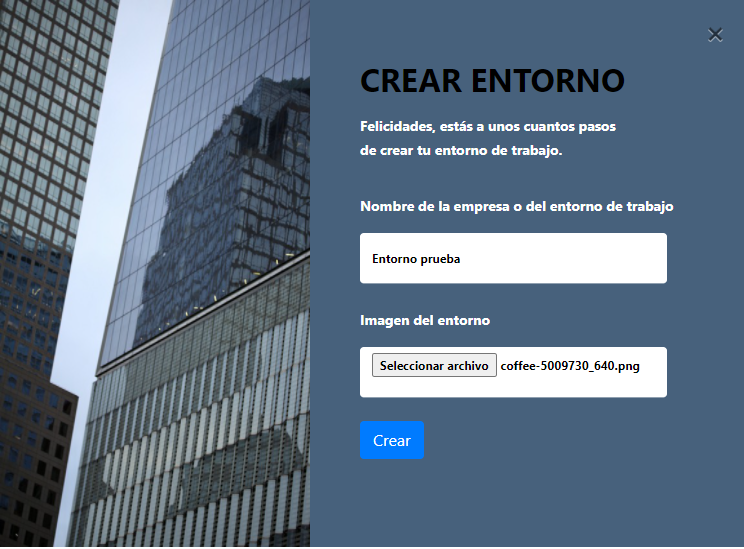 ×
CREAR ENTORNO
Felicidades, estás a unos cuantos pasos
de crear tu entorno de trabajo.
Nombre de la empresa o del entorno de trabajo
Entorno prueba
Imagen del entorno
Seleccionar archivo coffee-5009730_640.png
Crear